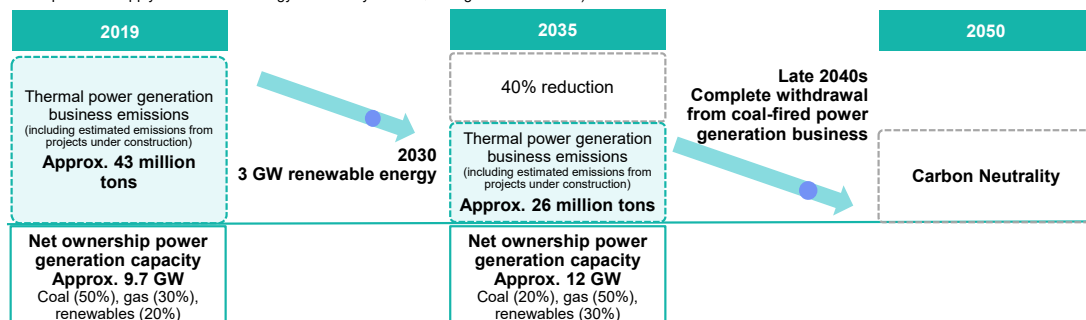 2019
2035
2050
Thermal power generation
business emissions
(including estimated emissions from
projects under construction)
Approx. 43 million
tons
2030
3 GW renewable energy
40% reduction
Thermal power generation
business emissions
(including estimated emissions from
projects under construction)
Approx. 26 million tons
Late 2040s
Complete withdrawal
from coal-fired power
generation business
Carbon Neutrality
Net ownership power
generation capacity
Approx. 9.7 GW
Coal (50%), gas (30%),
renewables (20%)
Net ownership power
generation capacity
Approx. 12 GW
Coal (20%), gas (50%),
renewables (30%)